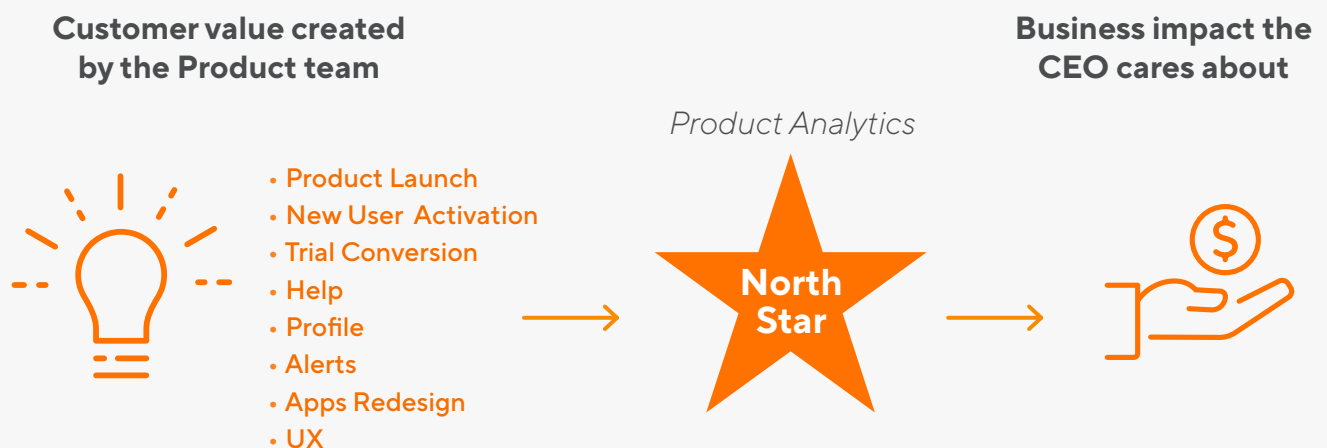 Customer value created
by the Product team
Business impact the
CEO cares about
Product Analytics
• Product Launch
• New User Activation
• Trial Conversion
• Help
• Profile
• Alerts
• Apps Redesign
• UX
North
Star
$